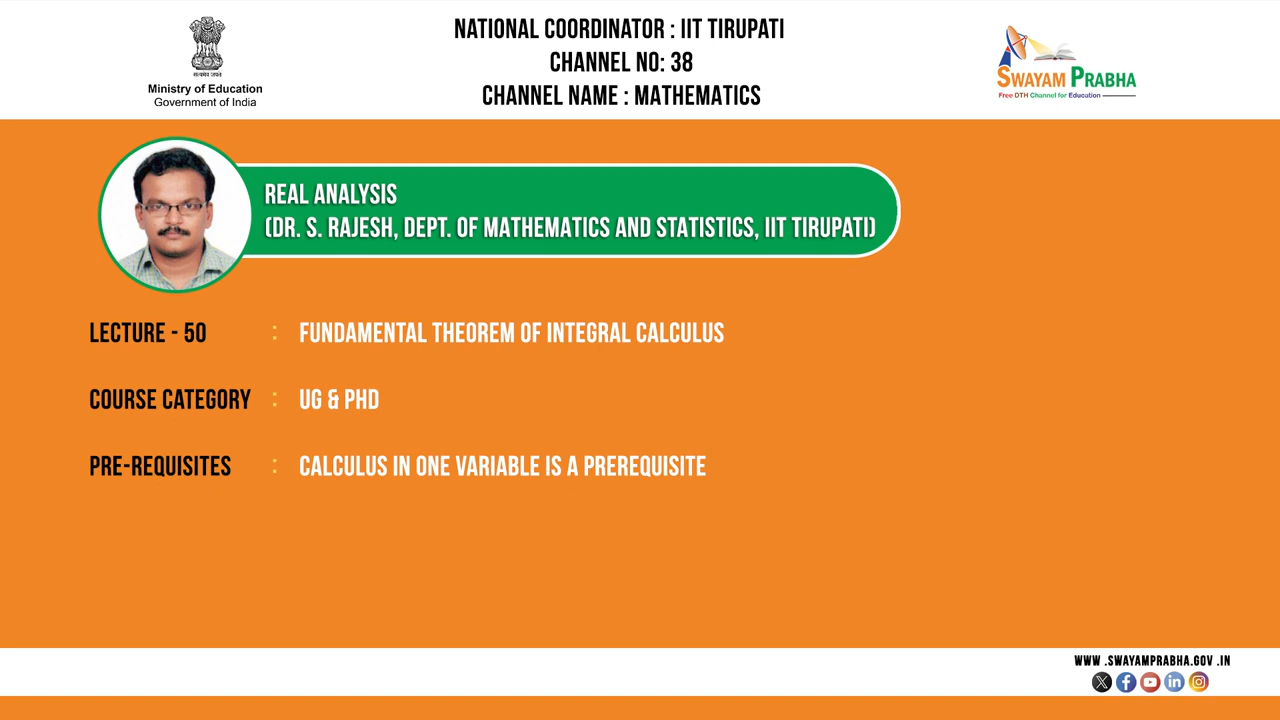 NATIONAL COORDINATOR : IIT TIRUPATI
CHANNEL NO: 38
CHANNEL NAME : MATHEMATICS
सत्यमेव जयते
Ministry of Education
Government of India
SWAYAM PRABHA
Free DTH Channel for Education
REAL ANALYSIS
(DR. S. RAJESH, DEPT. OF MATHEMATICS AND STATISTICS, IIT TIRUPATI)
LECTURE - 50 : FUNDAMENTAL THEOREM OF INTEGRAL CALCULUS
COURSE CATEGORY : UG & PHD
PRE-REQUISITES : CALCULUS IN ONE VARIABLE IS A PREREQUISITE
WWW .SWAYAMPRABHA.GOV .IN